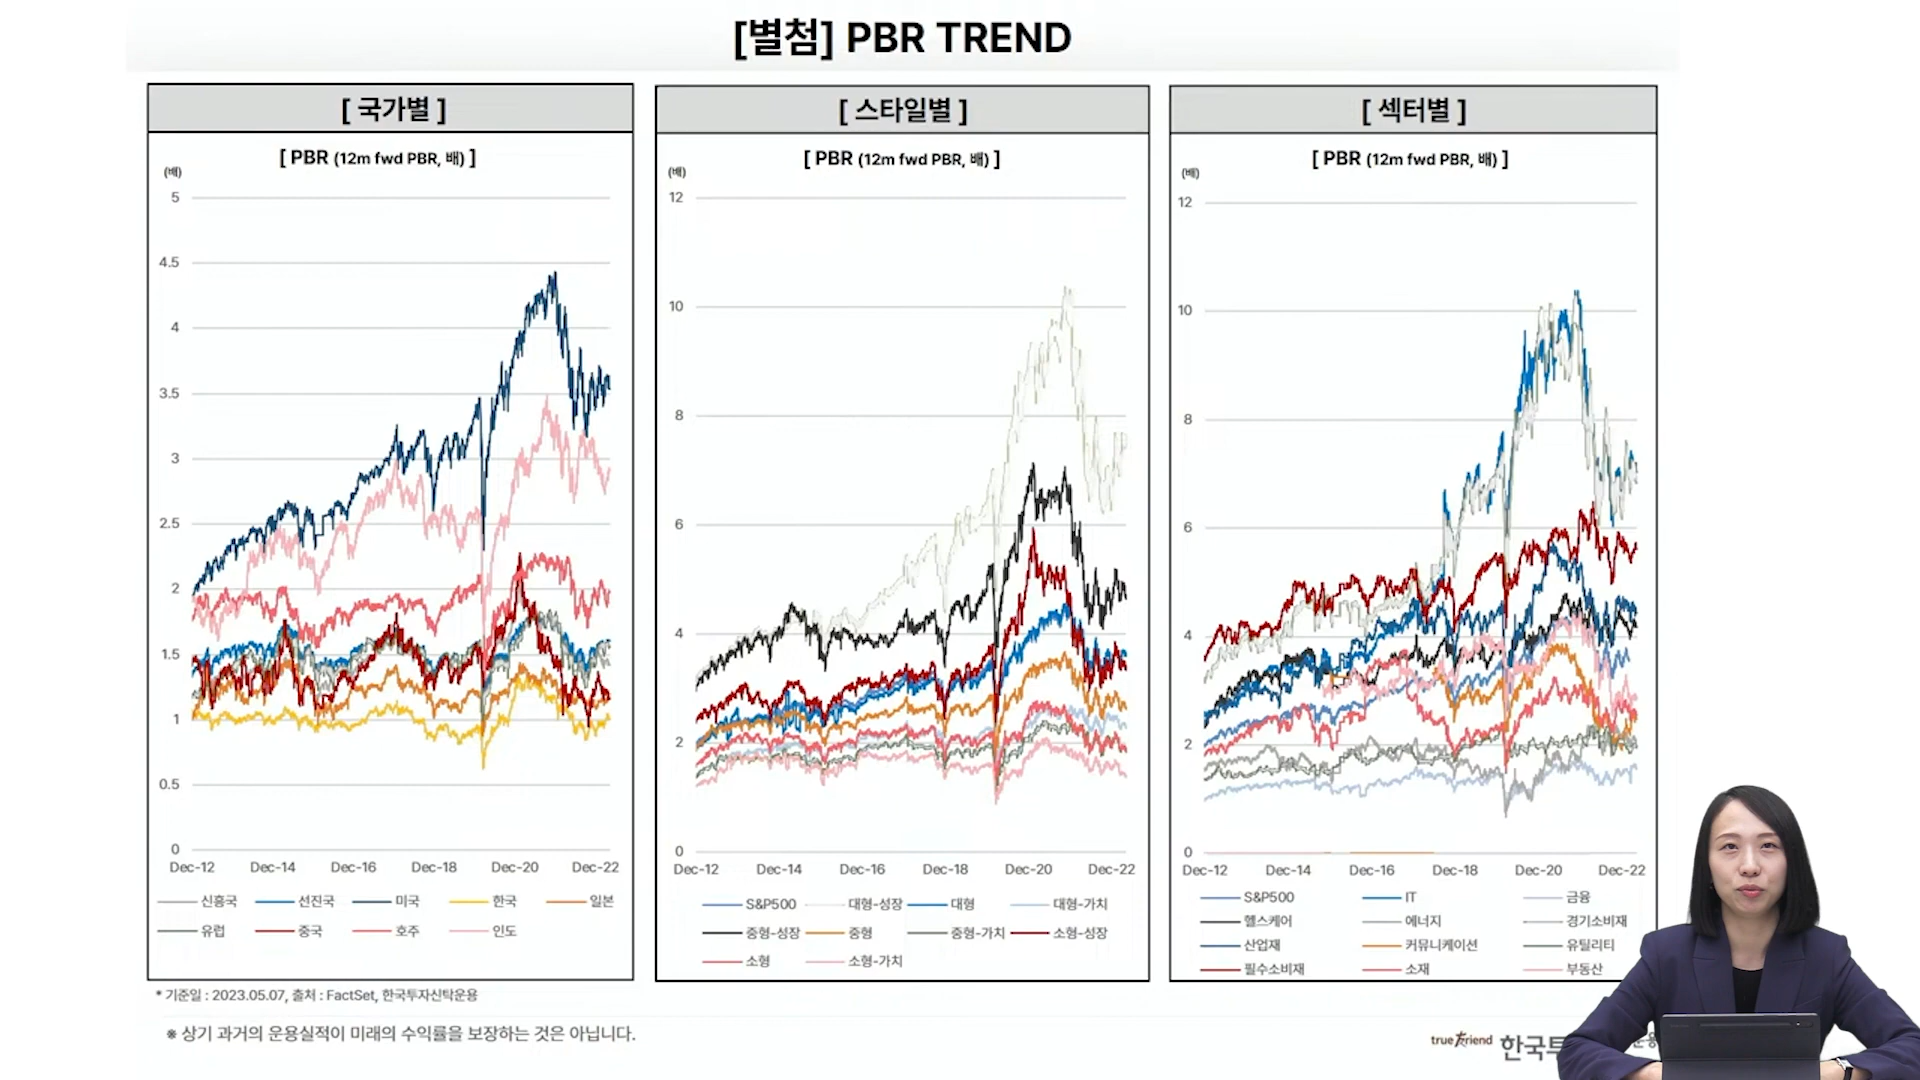 [별첨] PBR TREND
[ 국가별 ]
[ PBR (12m fwd PBR, 배) ]
(배)
5
4.5
4
3.5
3
2.5
2
1.5
1
0.5
0
Dec-12 Dec-14 Dec-16 Dec-18 Dec-20 Dec-22
신흥국 선진국 미국 한국 일본
유럽 중국 호주 인도
[ 스타일별 ]
[ PBR (12m fwd PBR, 배) ]
(배)
12
10
8
6
4
2
0
Dec-12 Dec-14 Dec-16 Dec-18 Dec-20 Dec-22
S&P500 대형-성장 대형 대형-가치
중형-성장 중형 중형-가치 소형-성장
소형 소형-가치
[ 섹터별 ]
[ PBR (12m fwd PBR, 배) ]
(배)
12
10
8
6
4
2
0
Dec-12 Dec-14 Dec-16 Dec-18 Dec-20 Dec-22
S&P500 IT 금융
헬스케어 에너지 경기소비재
산업재 커뮤니케이션 유틸리티
필수소비재 소재 부동산
* 기준일 : 2023.05.07, 출처 : FactSet, 한국투자신탁운용
※ 상기 과거의 운용실적이 미래의 수익률을 보장하는 것은 아닙니다.
true friend 한국투